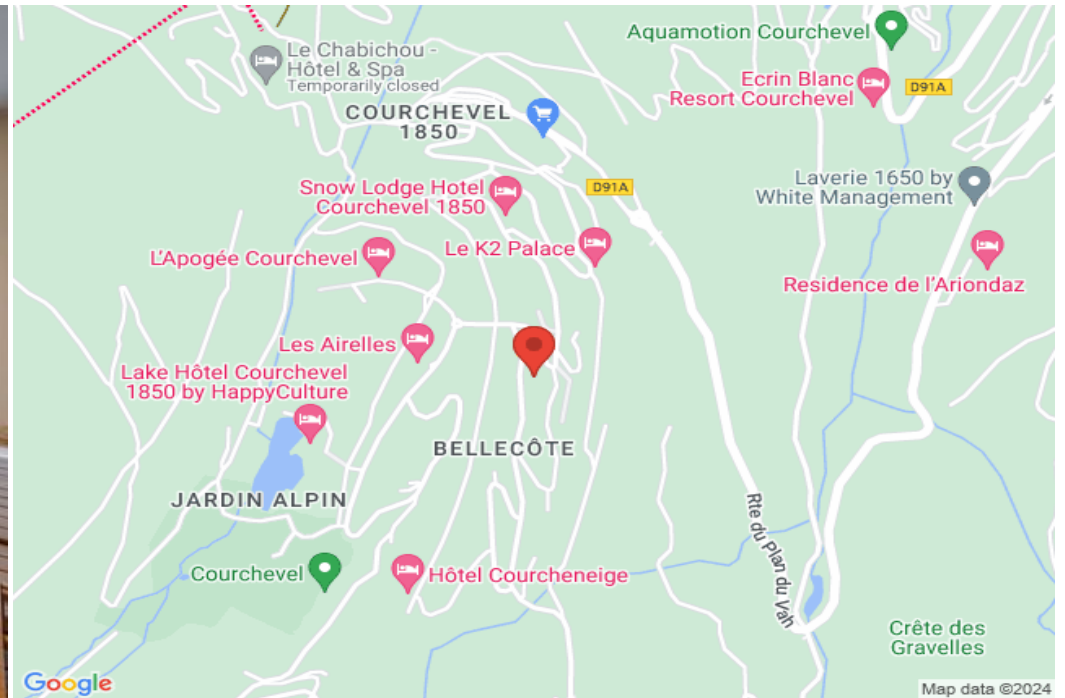 Aquamotion Courchevel
Le Chabichou -
Hôtel & Spa
Temporarily closed
Ecrin Blanc
Resort Courchevel
D91A
COURCHEVEL
1850
Snow Lodge Hotel
Courchevel 1850
D91A
Laverie 1650 by
White Management
L'Apogée Courchevel
Le K2 Palace
Residence de l'Ariondaz
Les Airelles
Lake Hôtel Courchevel
1850 by HappyCulture
BELLECÔTE
JARDIN ALPIN
Rte du Plan du Vah
Courchevel
Hôtel Courcheneige
Crête des
Gravelles
Google
Map data ©2024